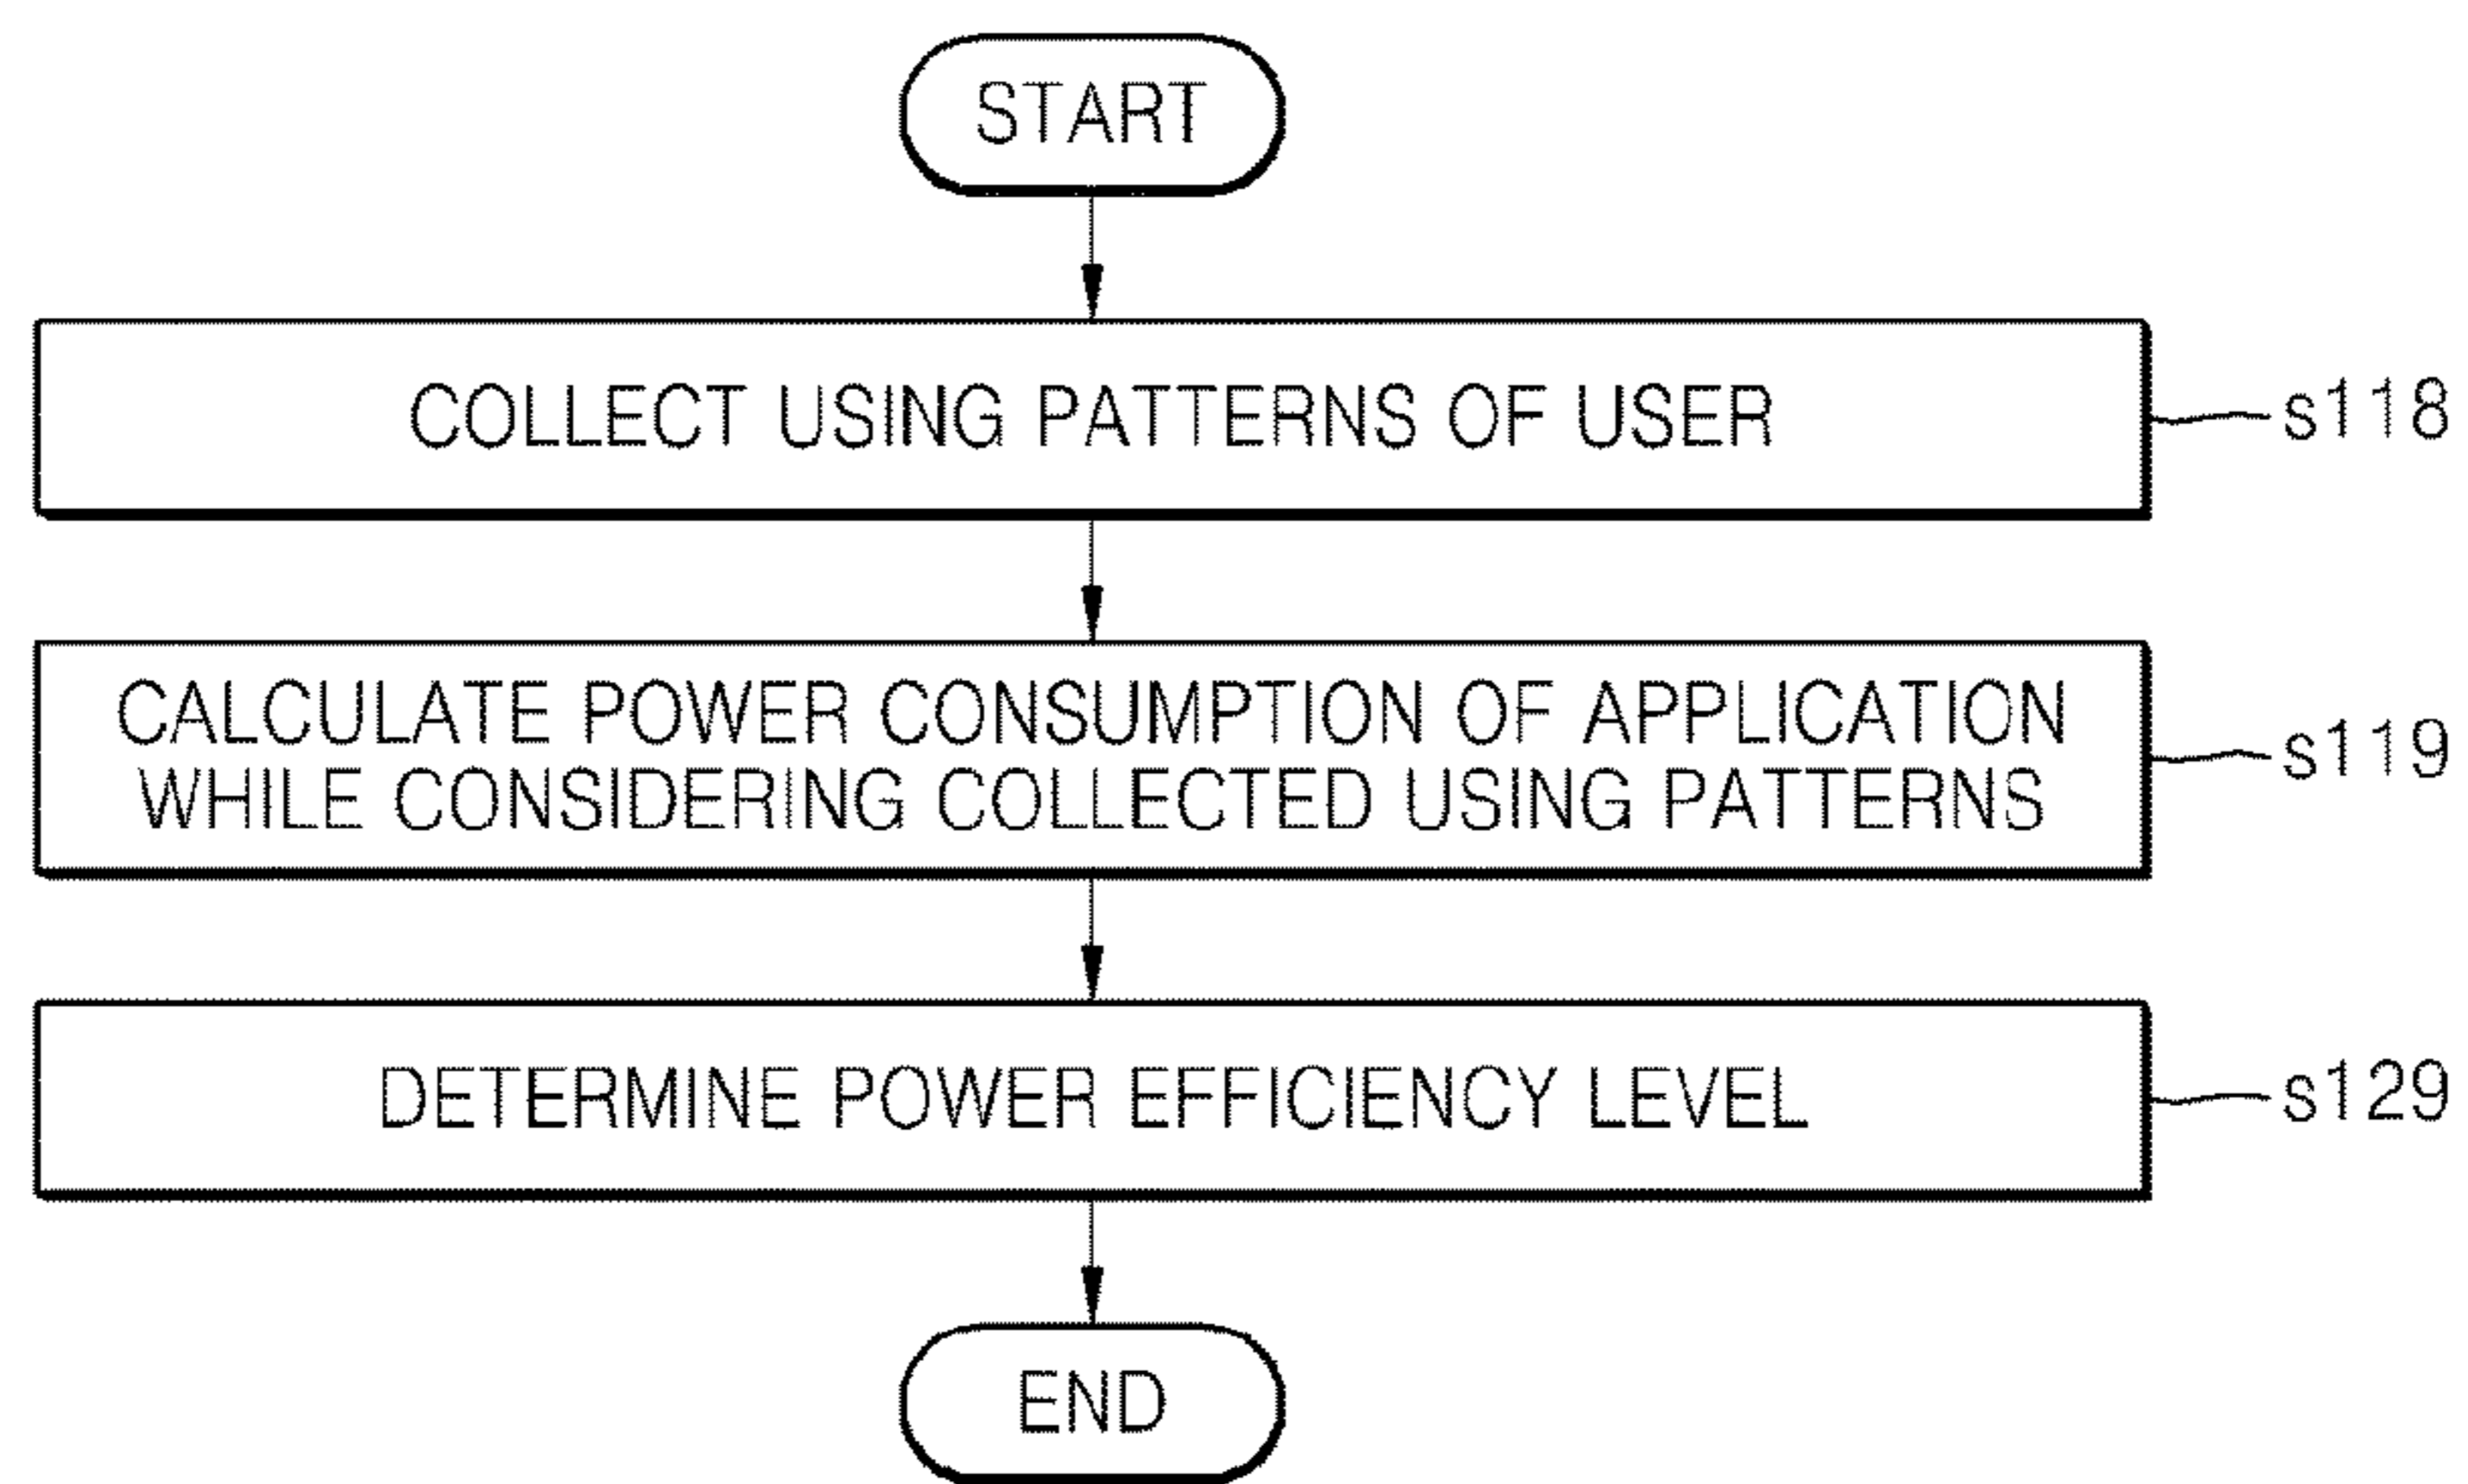 START
COLLECT USING PATTERNS OF USER
s118
CALCULATE POWER CONSUMPTION OF APPLICATION
WHILE CONSIDERING COLLECTED USING PATTERNS
s119
DETERMINE POWER EFFICIENCY LEVEL
s129
END